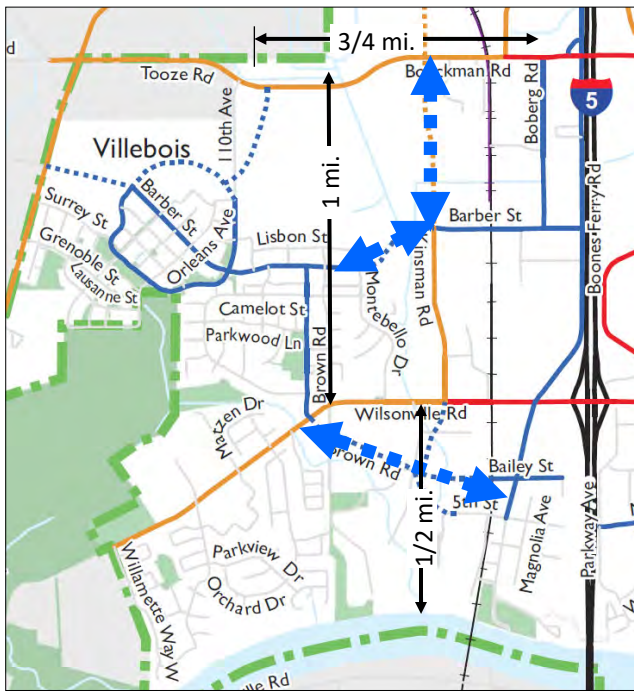 d
3/4 mi.
Tooze Rd
Boeckman Rd
5
110th Ave
Boberg Rd
Villebois
1 mi.
Boones Ferry Rd
Barber St
Surrey St
Orleans Ave
Barber St
Grenoble St
Lisbon St
Kinsman Rd
Lausanne St
Montebello Dr
Camelot St
Parkwood Ln
Brown Rd
Matzen Dr
Wilsonville Rd
Brown Rd
Bailey St
5th St
1/2 mi.
Magnolia Ave
Parkway Ave
Parkview Dr
Orchard Dr
Willamette Way W
ville Rd